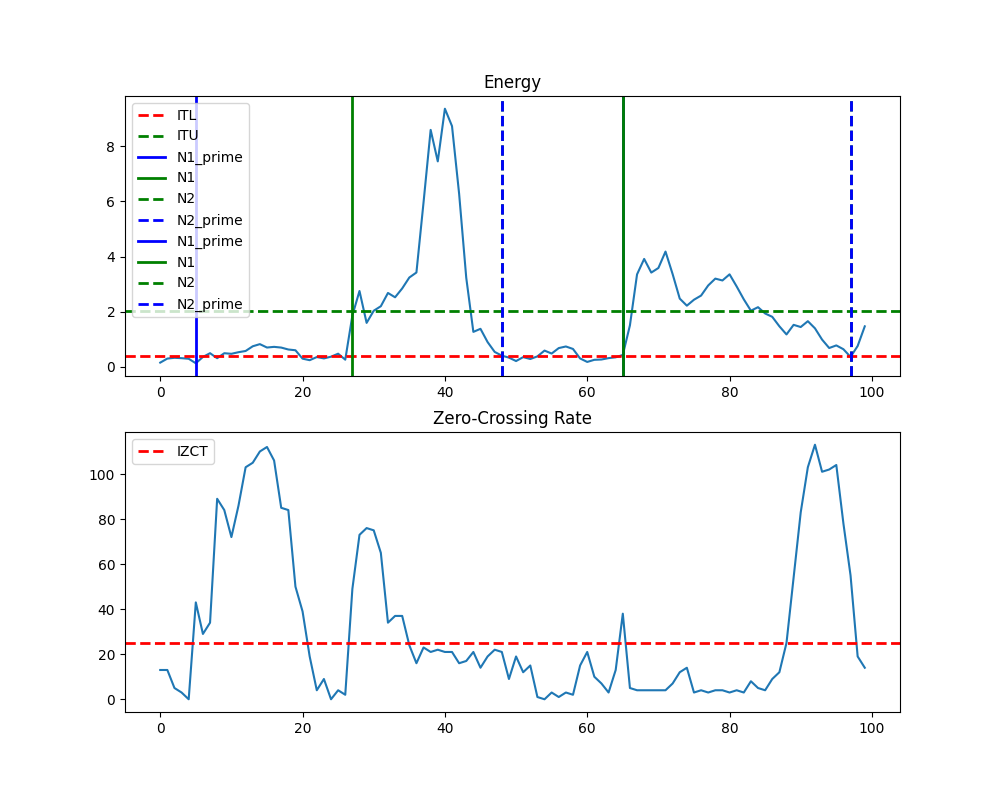 Energy
ITL
ITU
N1_prime
N1
N2
N2_prime
N1_prime
N1
N2
N2_prime
8
6
4
2
0
0 20 40 60 80 100
Zero-Crossing Rate
IZCT
100
80
60
40
20
0
0 20 40 60 80 100